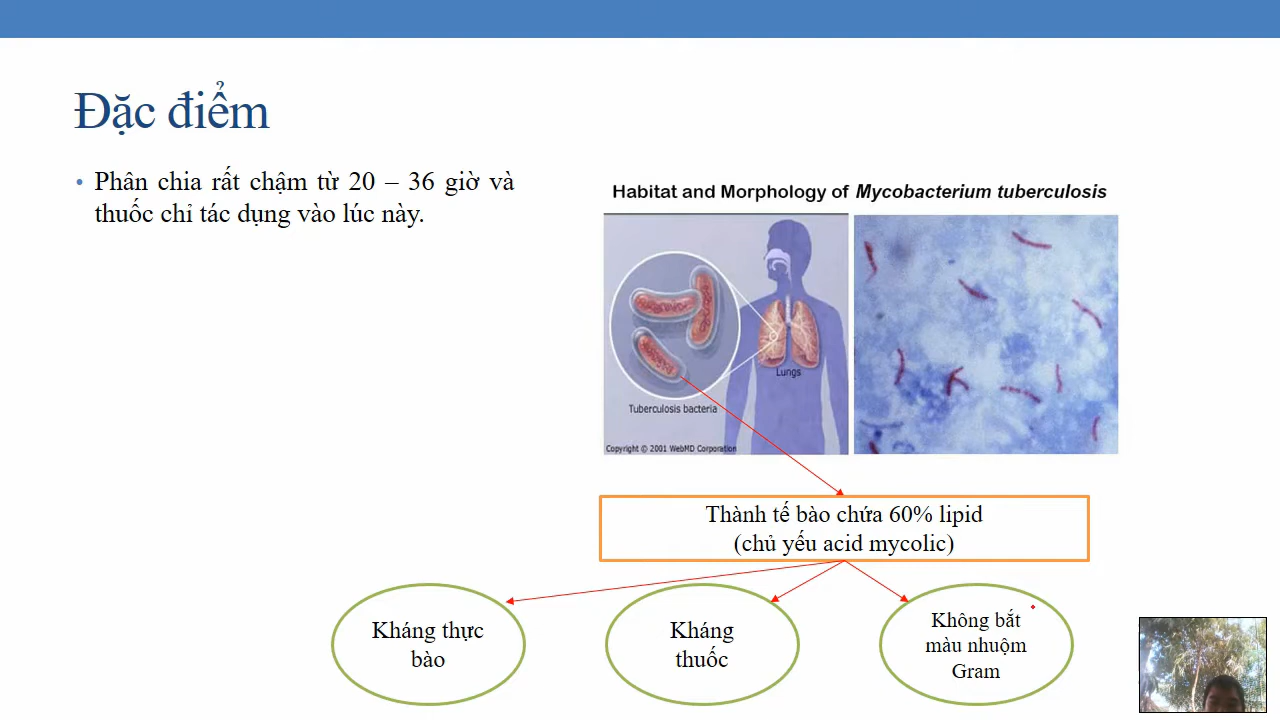 Đặc điểm
• Phân chia rất chậm từ 20 – 36 giờ và
thuốc chỉ tác dụng vào lúc này.
Habitat and Morphology of Mycobacterium tuberculosis
Lungs
Tuberculosis bacteria
Copyright © 2001 WebMD Corporation
Thành tế bào chứa 60% lipid
(chủ yếu acid mycolic)
Kháng thực
bào
Kháng
thuốc
Không bắt
màu nhuộm
Gram